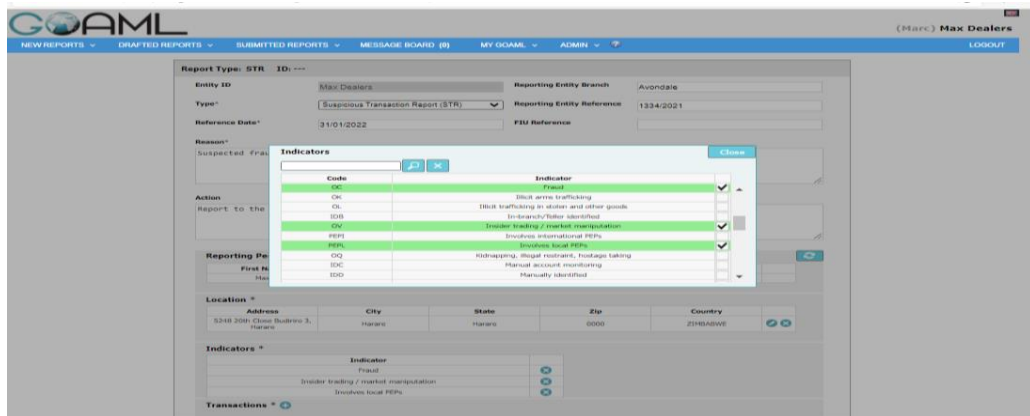 GOAML
(Marc) Max Dealers
NEW REPORTS DRAFTED REPORTS SUBMITTED REPORTS MESSAGE BOARD (0) MY GOAML ADMIN LOGOUT
Report Type: STR ID: ---
Entity ID Max Dealers Reporting Entity Branch Avondale
Type* Suspicious Transaction Report (STR) Reporting Entity Reference 1334/2021
Reference Date* 31/01/2022 FIU Reference
Reason*
Suspected
Indicators Close
Code Indicator
OC Fraud
OK Illicit arms trafficking
OL Illicit trafficking in stolen and other goods
IDB In-branch/Teller identified
OV Insider trading / market manipulation
PEPI Involves international PEPs
PEPL Involves local PEPs
OQ Kidnapping, illegal restraint, hostage taking
IDC Manual account monitoring
IDD Manually identified
Action
Report to the
Reporting Pe
First N
Location *
Address City State Zip Country
5248 20th Close Budiriro 3, Harare Harare 0000 ZIMBABWE
Harare
Indicators *
Indicator
Fraud
Insider trading / market manipulation
Involves local PEPs
Transactions *